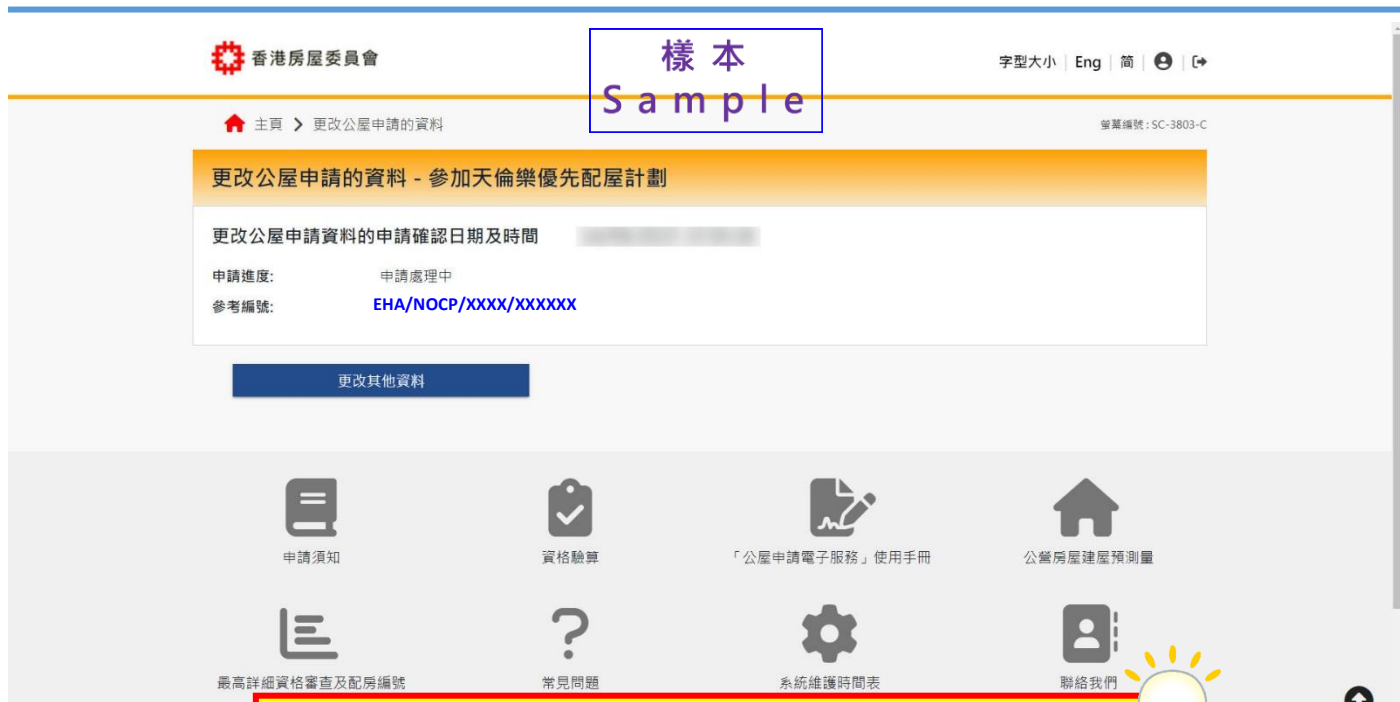 香港房屋委員會
樣本
Sample
字型大小 | Eng | 简
主頁 > 更改公屋申請的資料
螢幕編號 : SC-3803-C
更改公屋申請的資料 - 參加天倫樂優先配屋計劃
更改公屋申請資料的申請確認日期及時間
申請進度: 申請處理中
參考編號: EHA/NOCP/XXXX/XXXXXX
更改其他資料
申請須知
資格驗算
「公屋申請電子服務」使用手冊
公營房屋建屋預測量
最高詳細資格審查及配房編號
常見問題
系統維護時間表
聯絡我們